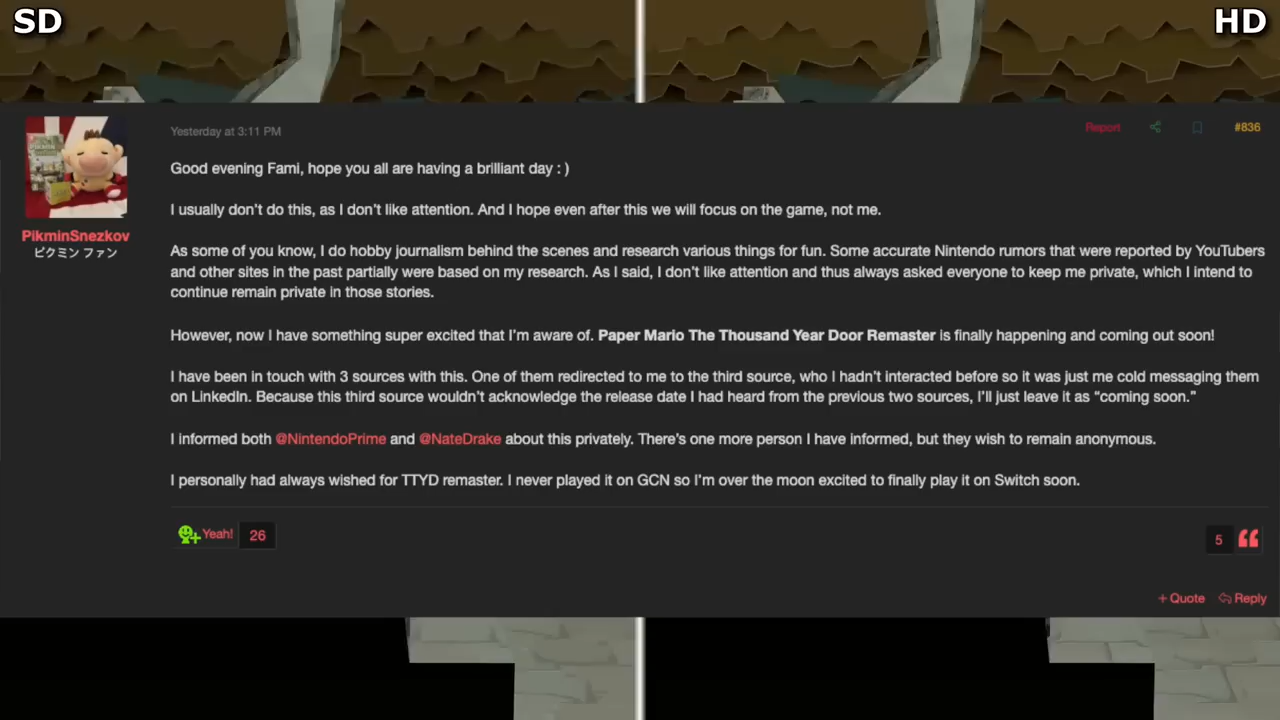 SD
HD
Yesterday at 3:11 PM
Report
#836
Good evening Fami, hope you all are having a brilliant day : )
I usually don't do this, as I don't like attention. And I hope even after this we will focus on the game, not me.
PikminSnezkov
ピクミン ファン
As some of you know, I do hobby journalism behind the scenes and research various things for fun. Some accurate Nintendo rumors that were reported by YouTubers
and other sites in the past partially were based on my research. As I said, I don't like attention and thus always asked everyone to keep me private, which I intend to
continue remain private in those stories.
However, now I have something super excited that I'm aware of. Paper Mario The Thousand Year Door Remaster is finally happening and coming out soon!
I have been in touch with 3 sources with this. One of them redirected to me to the third source, who I hadn't interacted before so it was just me cold messaging them
on LinkedIn. Because this third source wouldn't acknowledge the release date I had heard from the previous two sources, I'll just leave it as "coming soon."
I informed both @NintendoPrime and @NateDrake about this privately. There's one more person I have informed, but they wish to remain anonymous.
I personally had always wished for TTYD remaster. I never played it on GCN so I'm over the moon excited to finally play it on Switch soon.
Yeah! 26
5
+ Quote
Reply